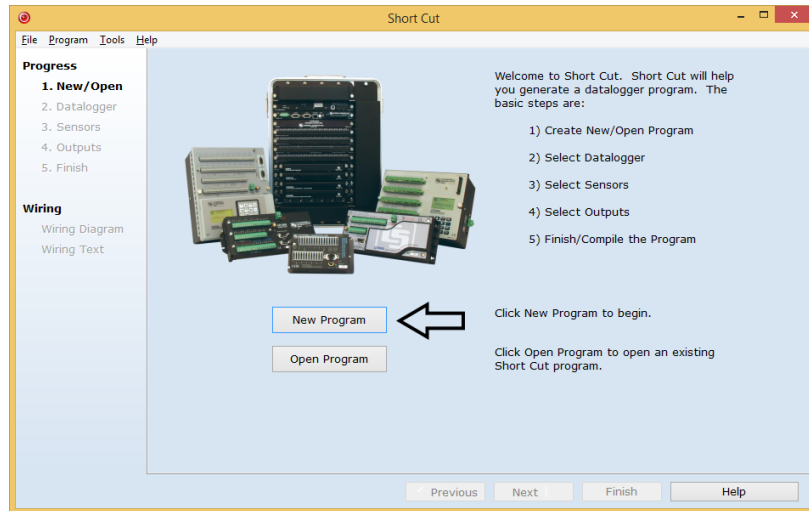 Short Cut
File Program Tools Help
Progress
1. New/Open
2. Datalogger
3. Sensors
4. Outputs
5. Finish
Wiring
Wiring Diagram
Wiring Text
Welcome to Short Cut. Short Cut will help
you generate a datalogger program. The
basic steps are:
1) Create New/Open Program
2) Select Datalogger
3) Select Sensors
4) Select Outputs
5) Finish/Compile the Program
New Program
Click New Program to begin.
Open Program
Click Open Program to open an existing
Short Cut program.
Previous Next Finish Help